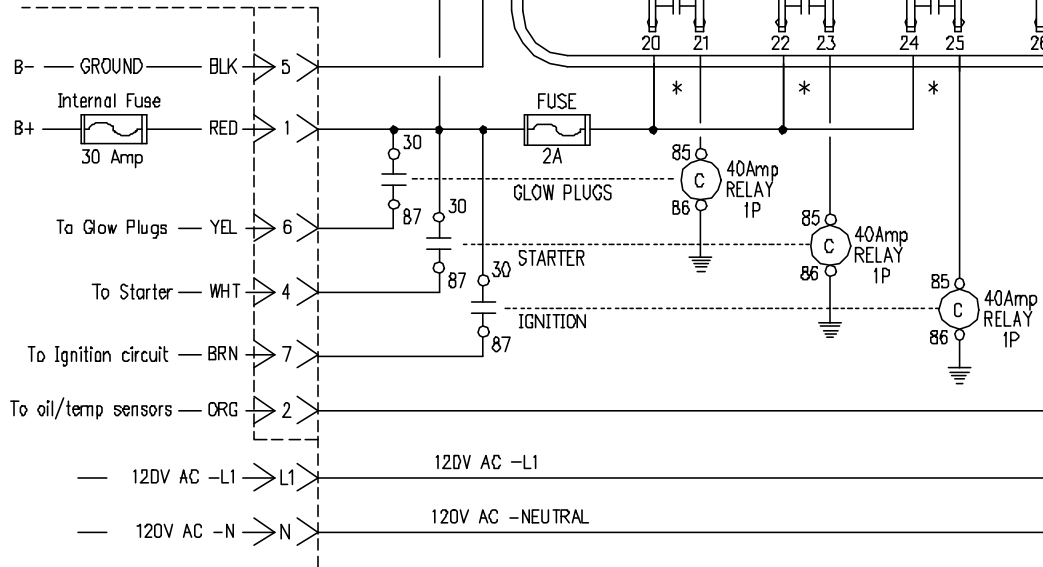 20 21 22 23 24 25 26
* * *
B- GROUND BLK 5
Internal Fuse
B+ RED 1
30 Amp
FUSE
2A
30
87
GLOW PLUGS
85
C
86
40Amp
RELAY
1P
To Glow Plugs YEL 6
30
87
STARTER
85
C
86
40Amp
RELAY
1P
To Starter WHT 4
30
87
IGNITION
85
C
86
40Amp
RELAY
1P
To Ignition circuit BRN 7
To oil/temp sensors ORG 2
120V AC -L1 L1
120V AC -L1
120V AC -N N
120V AC -NEUTRAL